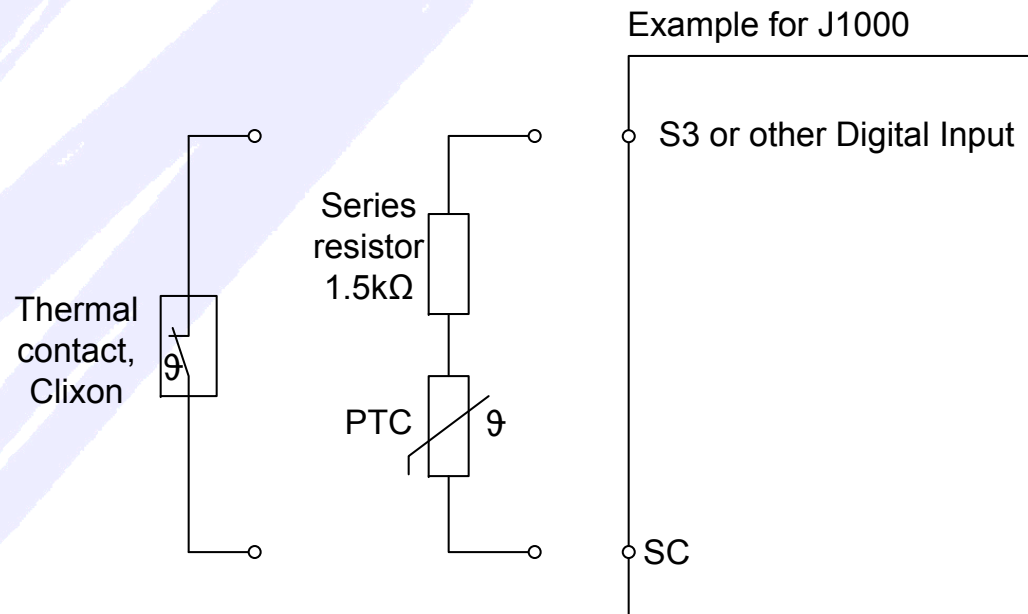 Example for J1000
S3 or other Digital Input
Series
resistor
1.5kΩ
Thermal
contact,
Clixon
ϑ
PTC
ϑ
SC